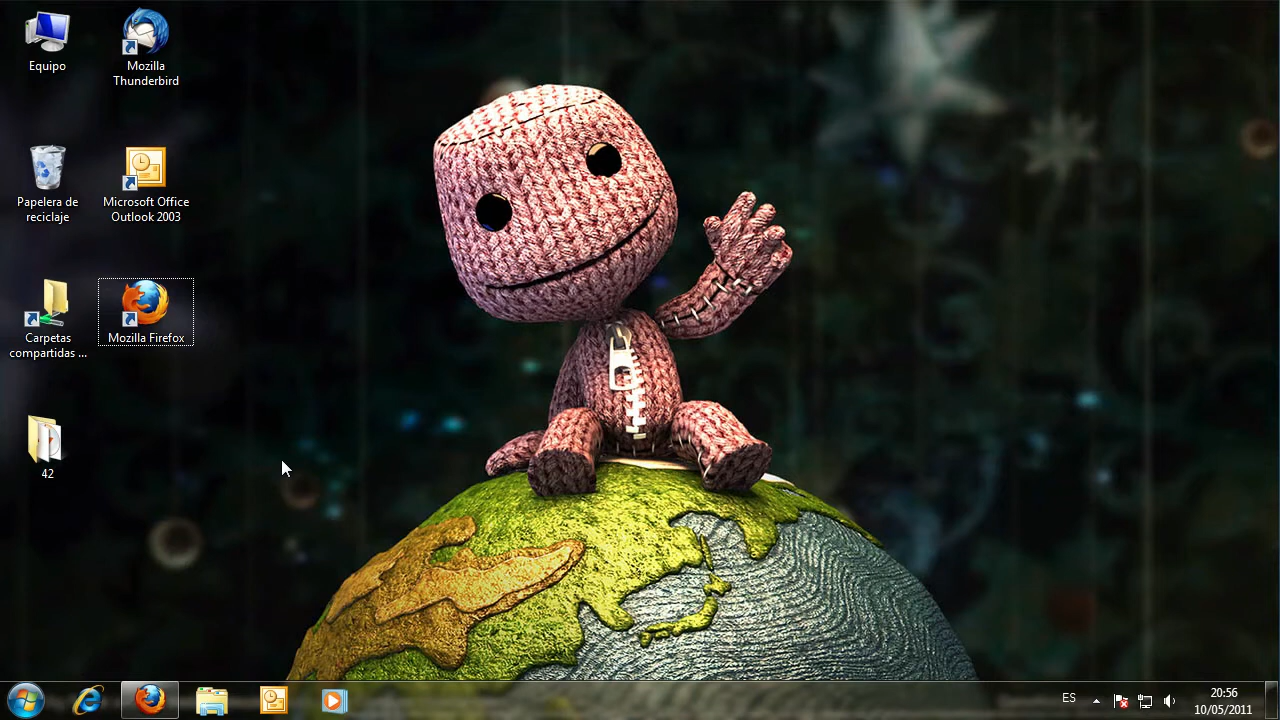 Equipo
Mozilla
Thunderbird
Papelera de
reciclaje
Microsoft Office
Outlook 2003
Carpetas
compartidas ...
Mozilla Firefox
42
ES
20:56
10/05/2011